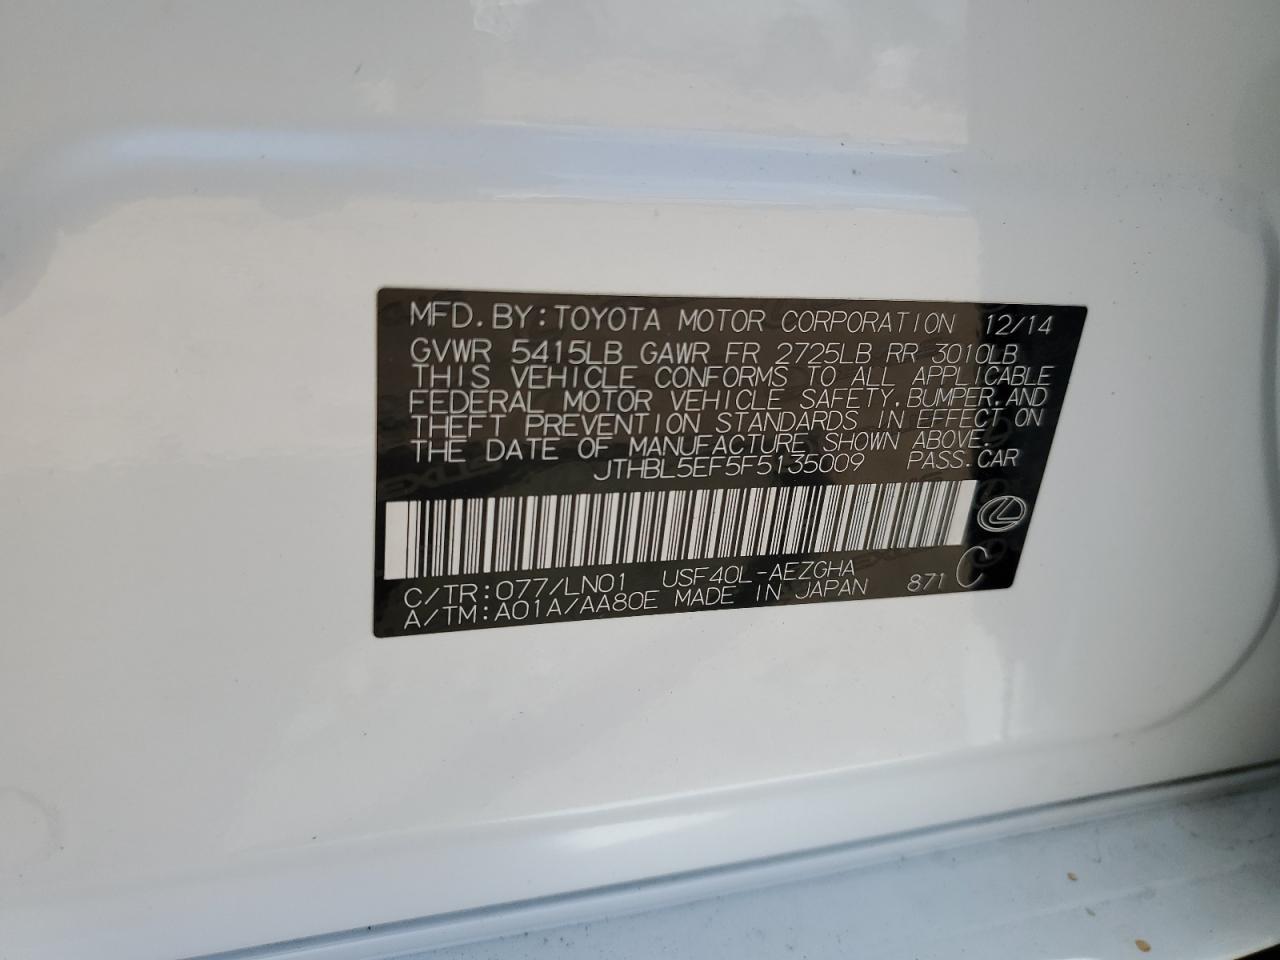 MFD. BY: TOYOTA MOTOR CORPORATION 12/14
GVWR 5415LB GAWR FR 2725LB RR 3010LB
THIS VEHICLE CONFORMS TO ALL APPLICABLE
FEDERAL MOTOR VEHICLE SAFETY, BUMPER, AND
THEFT PREVENTION STANDARDS IN EFFECT ON
THE DATE OF MANUFACTURE SHOWN ABOVE.
JTHBL5EF5F5135009 PASS. CAR
C/TR: 077/LN01 USF40L-AEZGHA
A/TM: A01A/AA80E MADE IN JAPAN 871 C